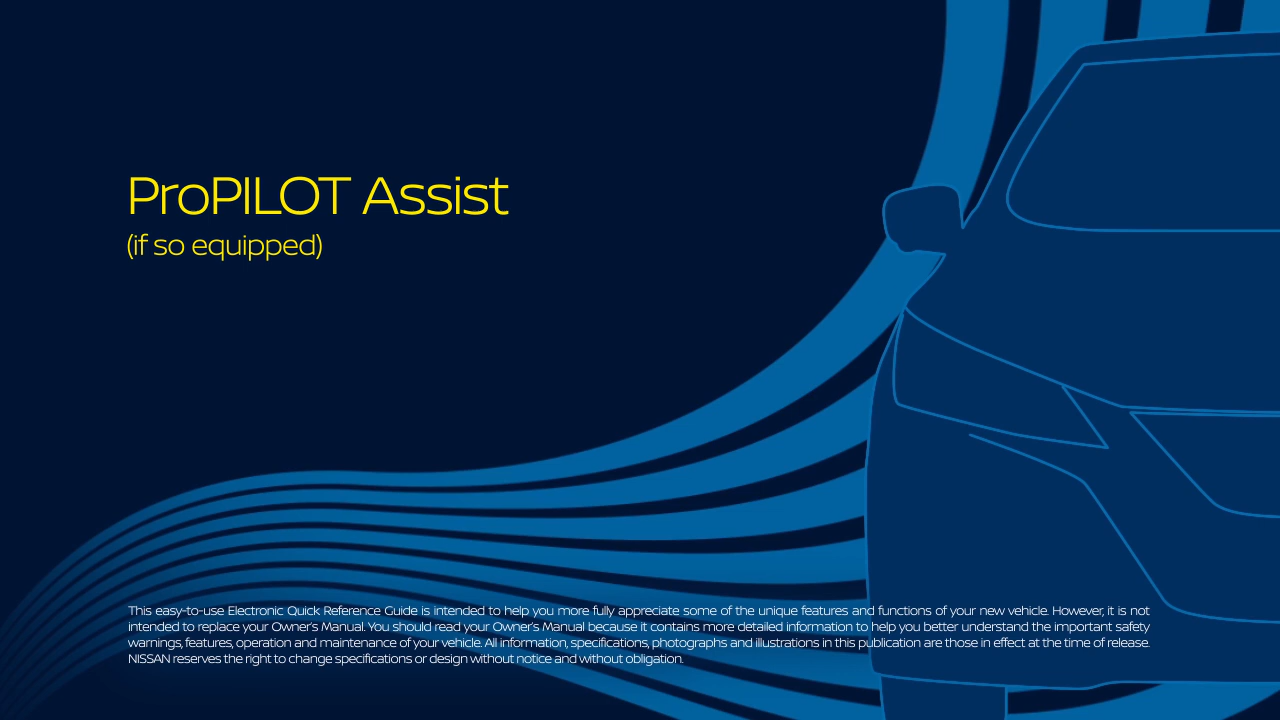 ProPILOT Assist
(if so equipped)
This easy-to-use Electronic Quick Reference Guide is intended to help you more fully appreciate some of the unique features and functions of your new vehicle. However, it is not
intended to replace your Owner's Manual. You should read your Owner's Manual because it contains more detailed information to help you better understand the important safety
warnings, features, operation and maintenance of your vehicle. All information, specifications, photographs and illustrations in this publication are those in effect at the time of release.
NISSAN reserves the right to change specifications or design without notice and without obligation.